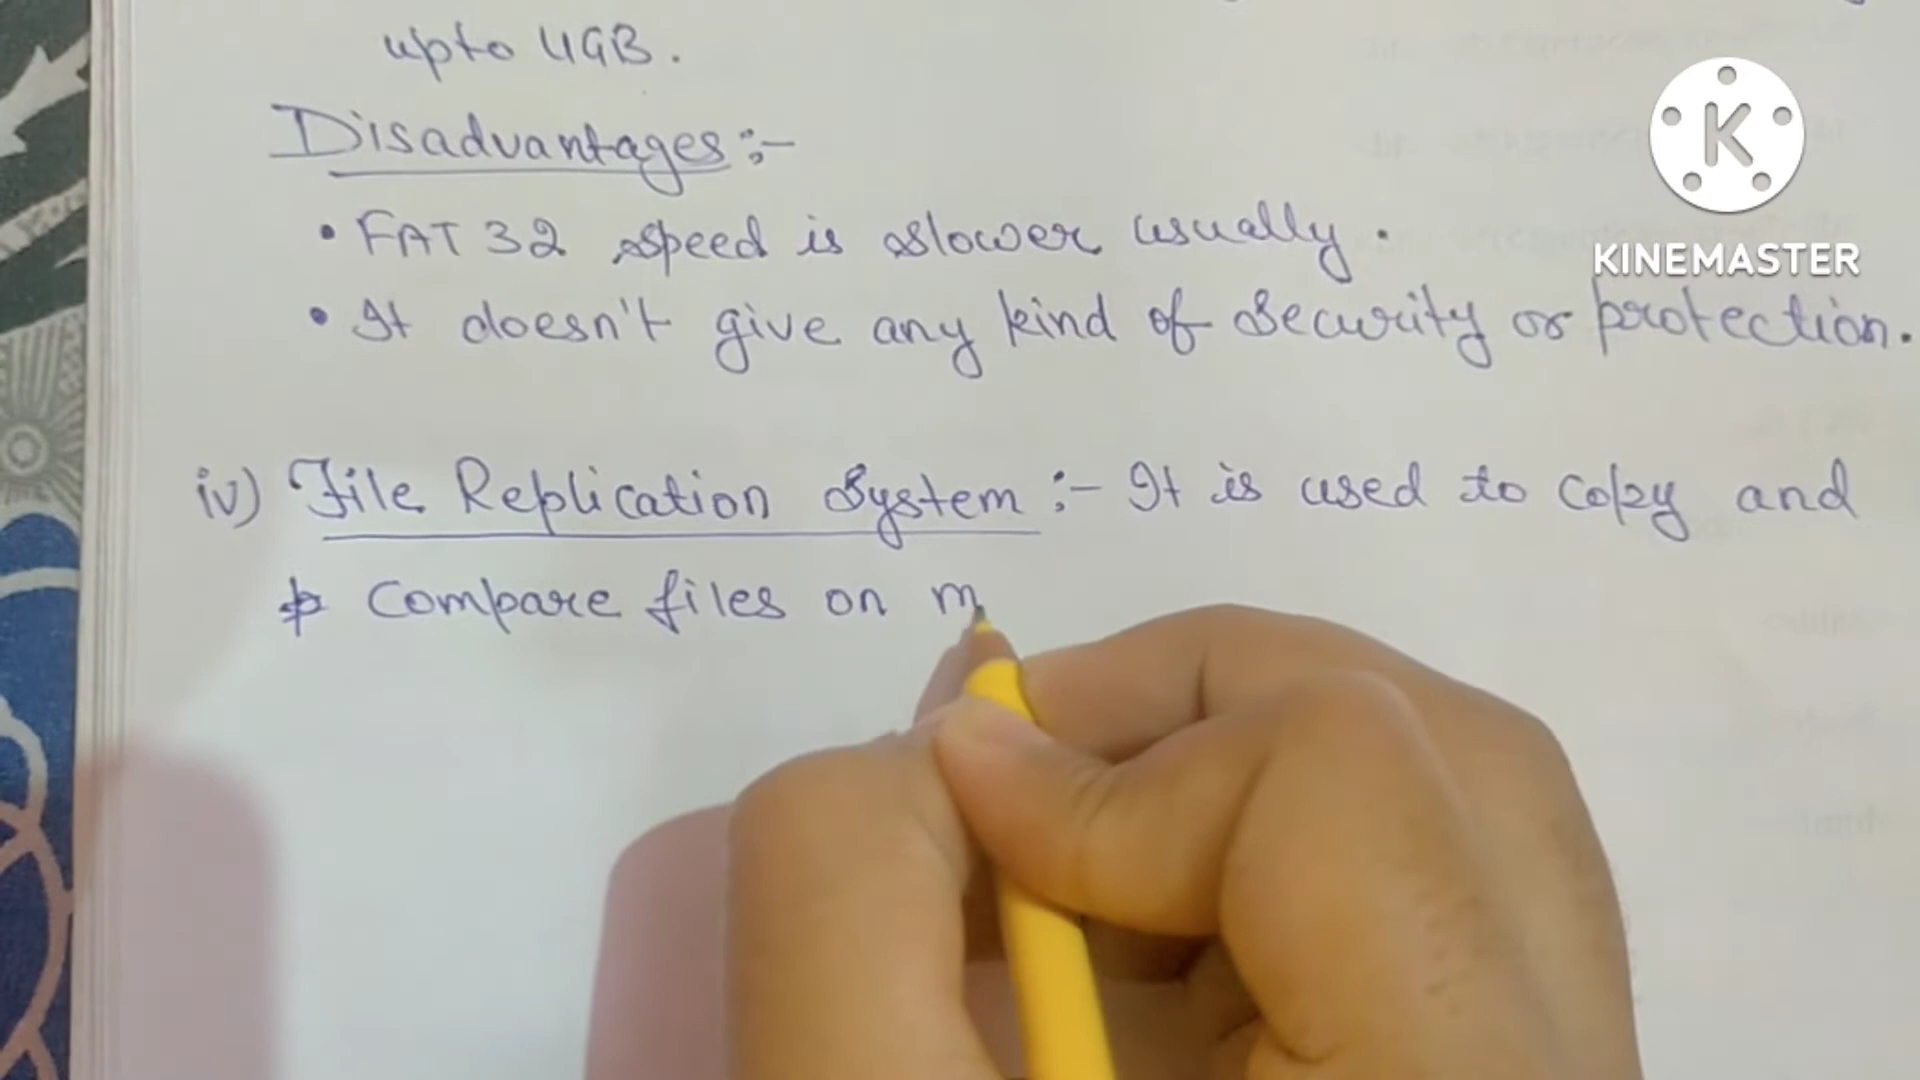 upto 4GB.
Disadvantages :-
• FAT 32 speed is slower usually.
• It doesn't give any kind of security or protection.
iv) File Replication System :- It is used to copy and
compare files on m
K
KINEMASTER